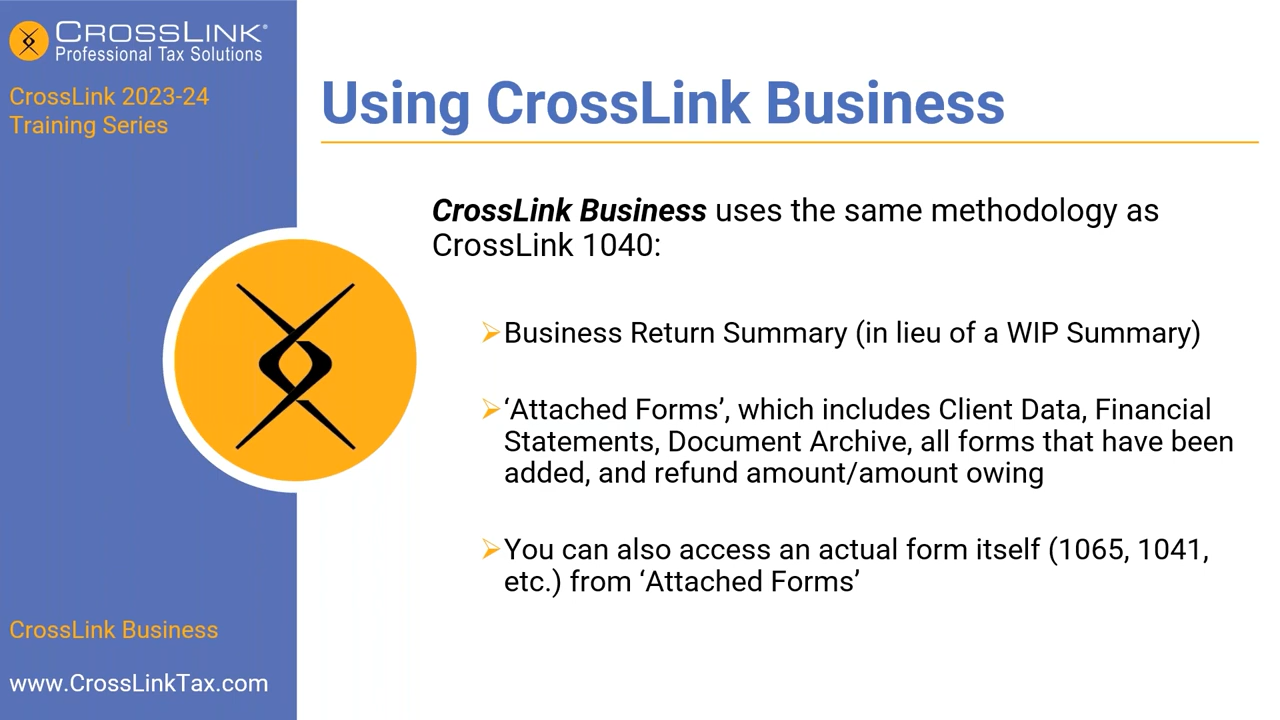 CROSSLINK®
Professional Tax Solutions
CrossLink 2023-24
Training Series
Using CrossLink Business
CrossLink Business uses the same methodology as
CrossLink 1040:
➢Business Return Summary (in lieu of a WIP Summary)
➢‘Attached Forms’, which includes Client Data, Financial
Statements, Document Archive, all forms that have been
added, and refund amount/amount owing
➢You can also access an actual form itself (1065, 1041,
etc.) from ‘Attached Forms’
CrossLink Business
www.CrossLinkTax.com